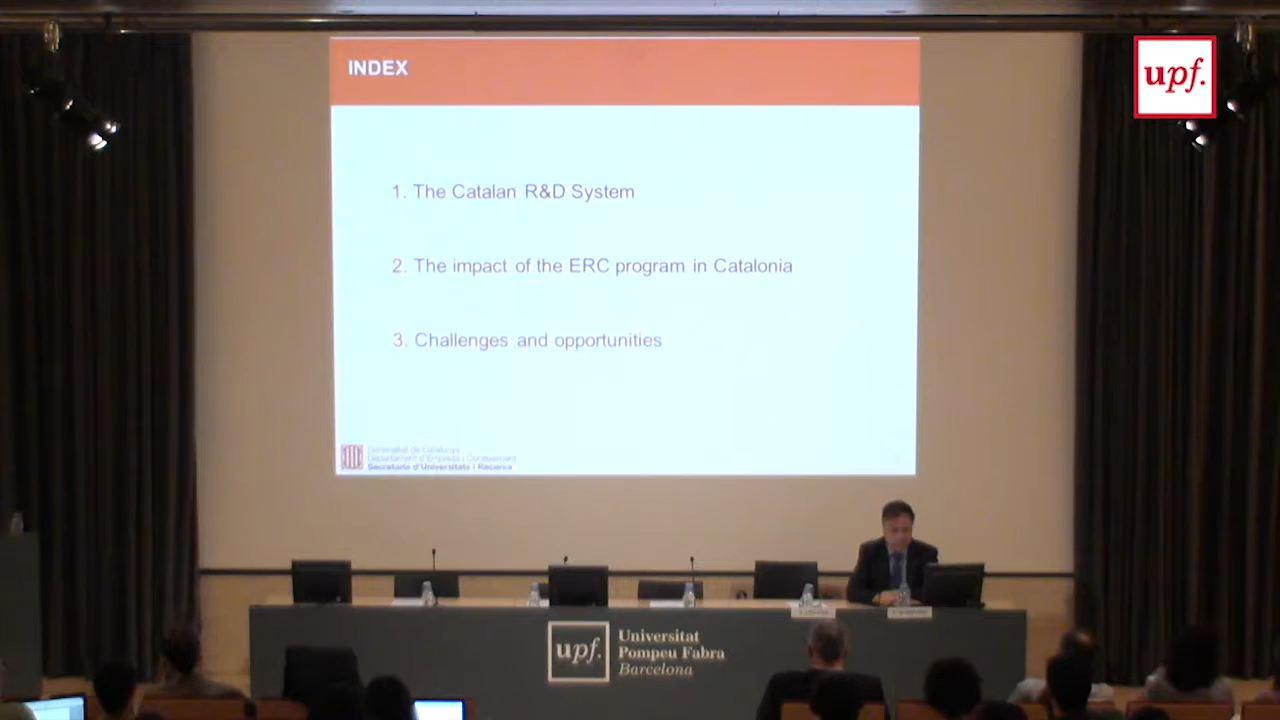 INDEX
upf.
1. The Catalan R&D System
2. The impact of the ERC program in Catalonia
3. Challenges and opportunities
Generalitat de Catalunya
Departament d'Empresa i Coneixement
Secretaria d'Universitats i Recerca
upf.
Universitat
Pompeu Fabra
Barcelona